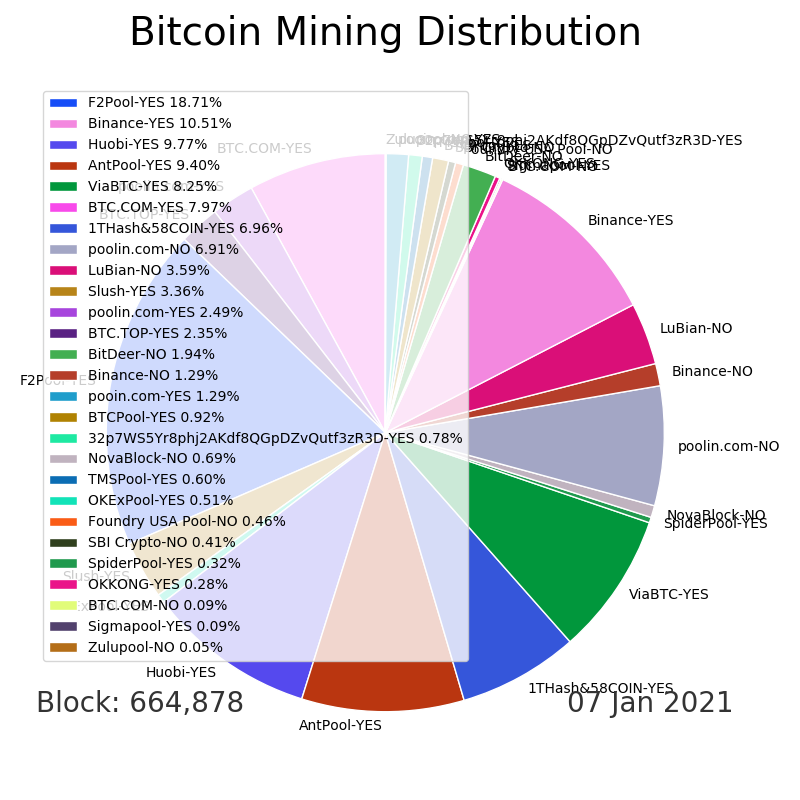 Bitcoin Mining Distribution
F2Pool-YES 18.71%
Binance-YES 10.51%
Huobi-YES 9.77%
AntPool-YES 9.40%
ViaBTC-YES 8.25%
BTC.COM-YES 7.97%
1THash&58COIN-YES 6.96%
poolin.com-NO 6.91%
LuBian-NO 3.59%
Slush-YES 3.36%
poolin.com-YES 2.49%
BTC.TOP-YES 2.35%
BitDeer-NO 1.94%
Binance-NO 1.29%
pooin.com-YES 1.29%
BTCPool-YES 0.92%
32p7WS5Yr8phj2AKdf8QGpDZvQutf3zR3D-YES 0.78%
NovaBlock-NO 0.69%
TMSPool-YES 0.60%
OKExPool-YES 0.51%
Foundry USA Pool-NO 0.46%
SBI Crypto-NO 0.41%
SpiderPool-YES 0.32%
OKKONG-YES 0.28%
BTC.COM-NO 0.09%
Sigmapool-YES 0.09%
Zulupool-NO 0.05%
BTC.COM-YES
BTC.TOP-YES
F2Pool-YES
Slush-YES
Huobi-YES
AntPool-YES
1THash&58COIN-YES
ViaBTC-YES
SpiderPool-YES
NovaBlock-NO
poolin.com-NO
Binance-NO
LuBian-NO
Binance-YES
BitDeer-NO
Block: 664,878
07 Jan 2021